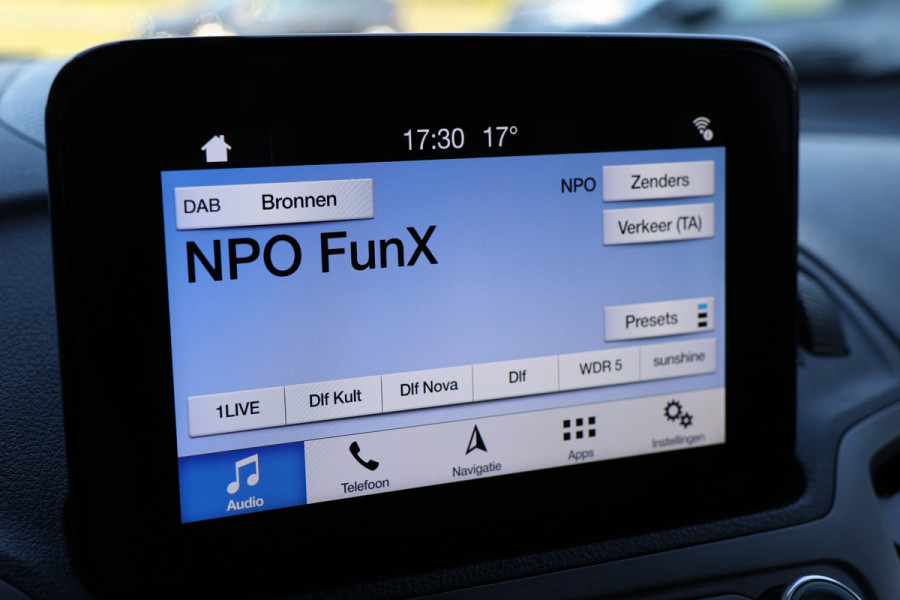 17:30 17°
DAB Bronnen
NPO Zenders
Verkeer (TA)
NPO FunX
Presets
1LIVE Dlf Kult Dlf Nova Dlf WDR 5 sunshine
Audio Telefoon Navigatie Apps Instellingen